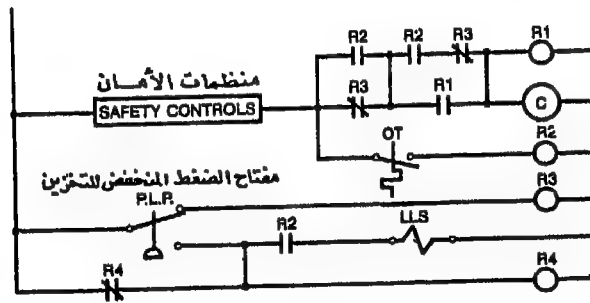 R2 R2 R3 R1
منظمات الأمان
SAFETY CONTROLS
R3 R1 C
OT R2
مفتاح الضغط المنخفض للتخزين
P.L.P. R3
R2 LLS
R4 R4